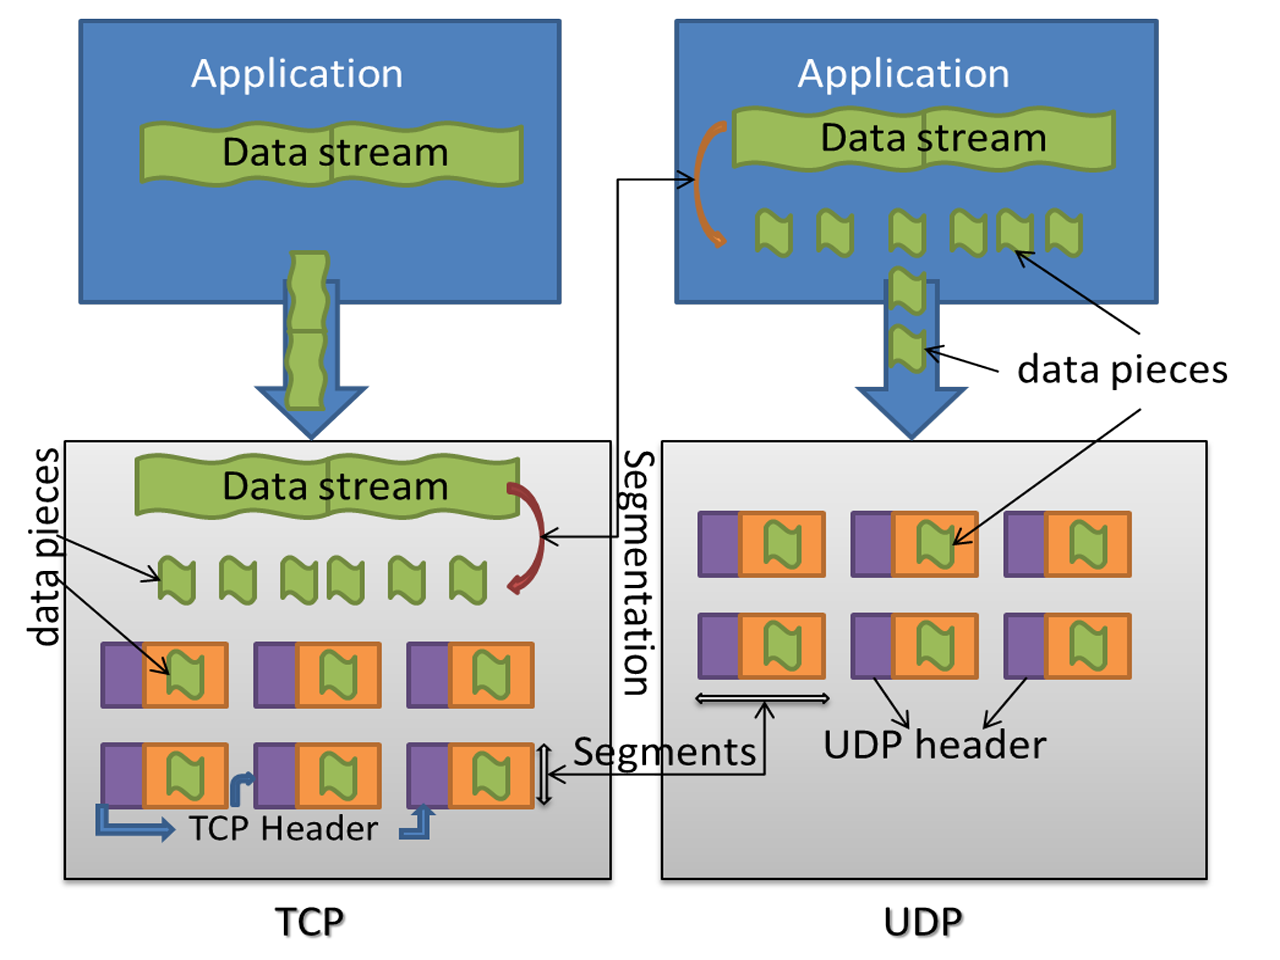 Application
Data stream
Application
Data stream
data pieces
Data stream
data pieces
Segmentation
Segments
TCP Header
UDP header
TCP
UDP